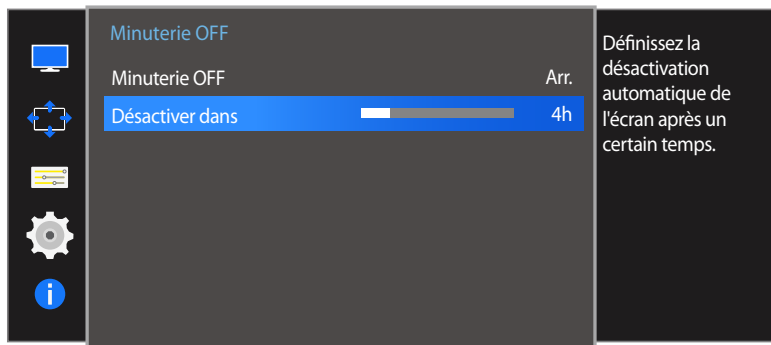 Minuterie OFF
Minuterie OFF Arr.
Désactiver dans 4h
Définissez la
désactivation
automatique de
l'écran après un
certain temps.